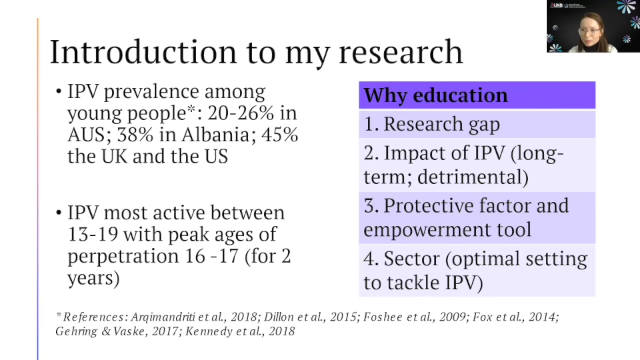 Introduction to my research
• IPV prevalence among
young people*: 20-26% in
AUS; 38% in Albania; 45%
the UK and the US
• IPV most active between
13-19 with peak ages of
perpetration 16 -17 (for 2
years)
Why education
1. Research gap
2. Impact of IPV (long-
term; detrimental)
3. Protective factor and
empowerment tool
4. Sector (optimal setting
to tackle IPV)
*References: Arqimandriti et al., 2018; Dillon et al., 2015; Foshee et al., 2009; Fox et al., 2014;
Gehring & Vaske, 2017; Kennedy et al., 2018